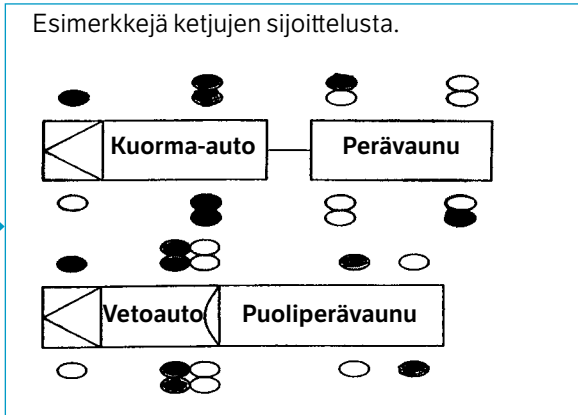 Esimerkkejä ketjujen sijoittelusta.
Kuorma-auto Perävaunu
Vetoauto Puoliperävaunu